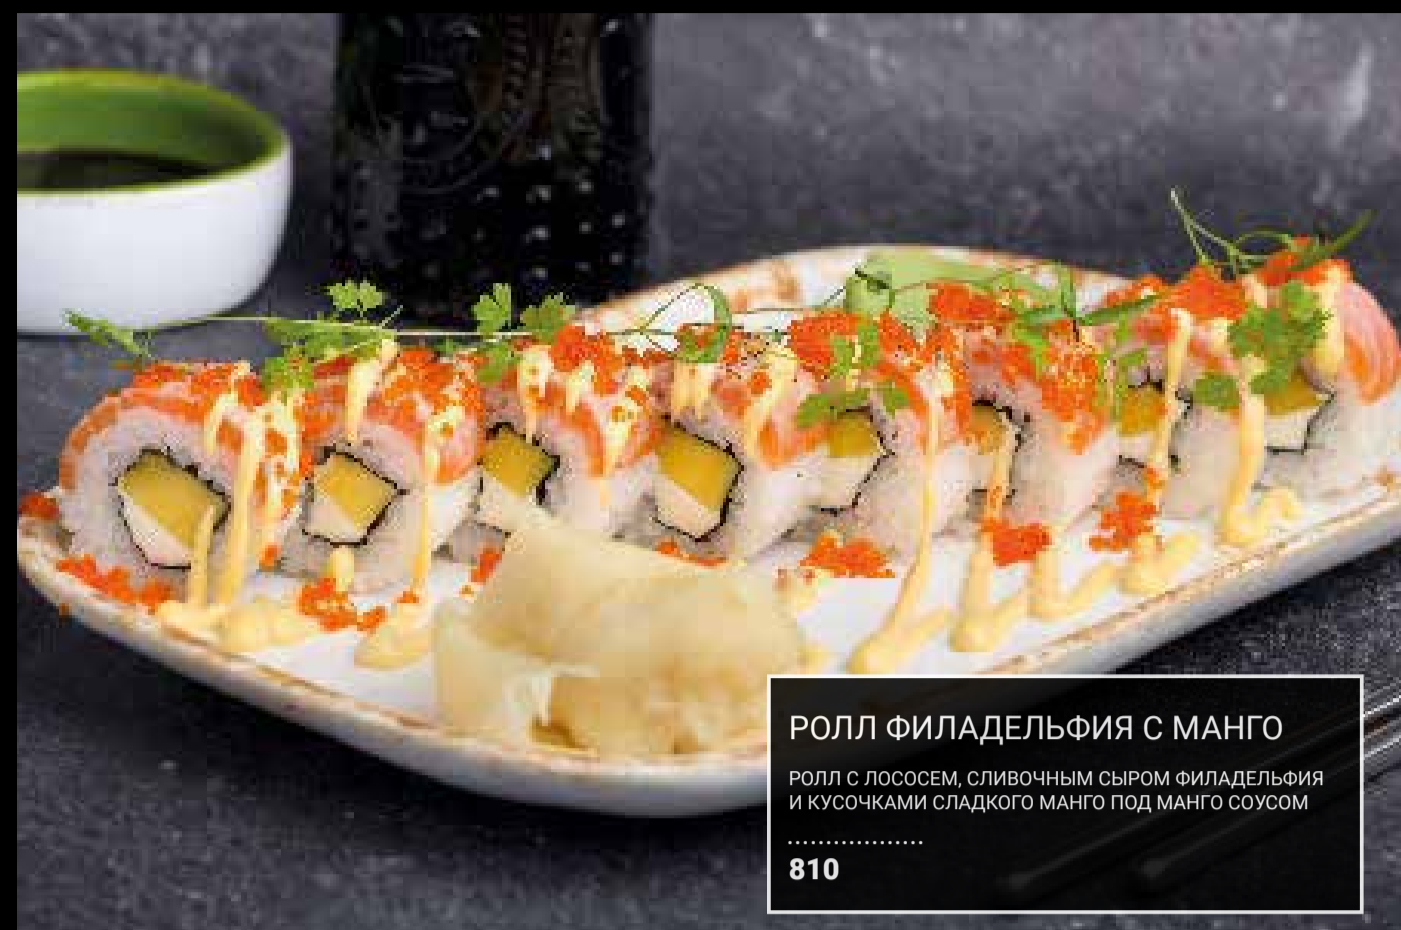 РОЛЛ ФИЛАДЕЛЬФИЯ С МАНГО
РОЛЛ С ЛОСОСЕМ, СЛИВОЧНЫМ СЫРОМ ФИЛАДЕЛЬФИЯ
И КУСОЧКАМИ СЛАДКОГО МАНГО ПОД МАНГО СОУСОМ
810